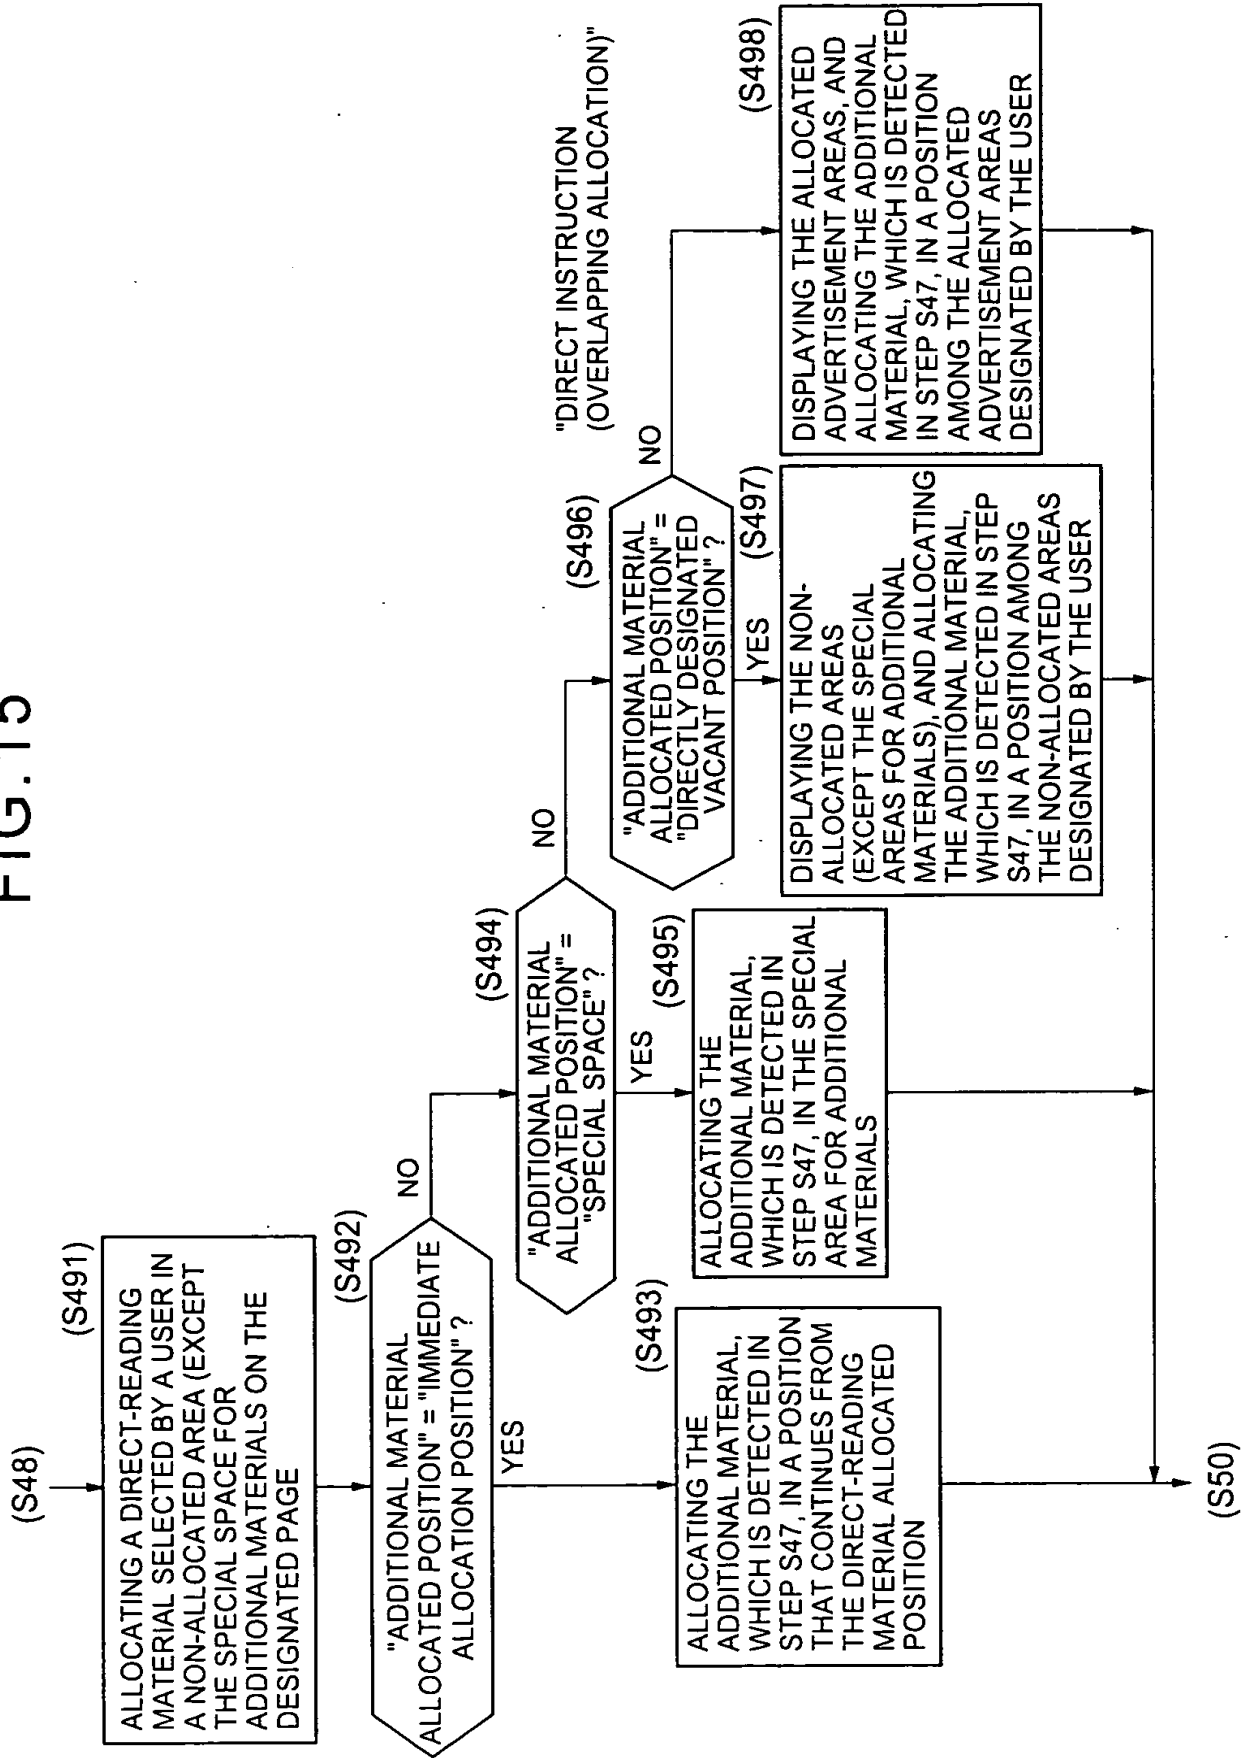 FIG.15
(S48)
(S491)
ALLOCATING A DIRECT-READING
MATERIAL SELECTED BY A USER IN
A NON-ALLOCATED AREA (EXCEPT
THE SPECIAL SPACE FOR
ADDITIONAL MATERIALS ON THE
DESIGNATED PAGE
(S492)
"ADDITIONAL MATERIAL
ALLOCATED POSITION" = "IMMEDIATE
ALLOCATION POSITION" ?
YES
NO
(S493)
ALLOCATING THE
ADDITIONAL MATERIAL,
WHICH IS DETECTED IN
STEP S47, IN A POSITION
THAT CONTINUES FROM
THE DIRECT-READING
MATERIAL ALLOCATED
POSITION
(S494)
"ADDITIONAL MATERIAL
ALLOCATED POSITION" =
"SPECIAL SPACE" ?
YES
NO
(S495)
ALLOCATING THE
ADDITIONAL MATERIAL,
WHICH IS DETECTED IN
STEP S47, IN THE SPECIAL
AREA FOR ADDITIONAL
MATERIALS
(S496)
"ADDITIONAL MATERIAL
ALLOCATED POSITION" =
"DIRECTLY DESIGNATED
VACANT POSITION" ?
YES
NO
"DIRECT INSTRUCTION
(OVERLAPPING ALLOCATION)"
(S497)
DISPLAYING THE NON-
ALLOCATED AREAS
(EXCEPT THE SPECIAL
AREAS FOR ADDITIONAL
MATERIALS), AND ALLOCATING
THE ADDITIONAL MATERIAL,
WHICH IS DETECTED IN STEP
S47, IN A POSITION AMONG
THE NON-ALLOCATED AREAS
DESIGNATED BY THE USER
(S498)
DISPLAYING THE ALLOCATED
ADVERTISEMENT AREAS, AND
ALLOCATING THE ADDITIONAL
MATERIAL, WHICH IS DETECTED
IN STEP S47, IN A POSITION
AMONG THE ALLOCATED
ADVERTISEMENT AREAS
DESIGNATED BY THE USER
(S50)